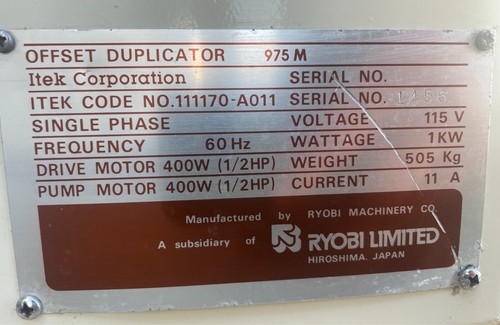 OFFSET DUPLICATOR 975 M
Itek Corporation SERIAL NO.
ITEK CODE NO.111170-A011 SERIAL NO.
SINGLE PHASE VOLTAGE 115 V
FREQUENCY 60 Hz WATTAGE 1KW
DRIVE MOTOR 400W (1/2HP) WEIGHT 505 Kg
PUMP MOTOR 400W (1/2HP) CURRENT 11 A
Manufactured by RYOBI MACHINERY CO.
A subsidiary of RYOBI LIMITED
HIROSHIMA. JAPAN